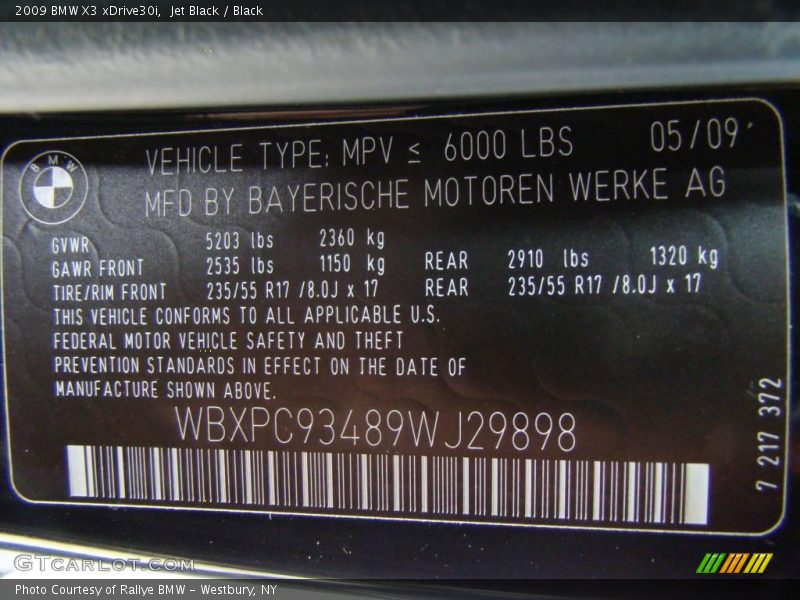 2009 BMW X3 xDrive30i, Jet Black / Black
BMW
VEHICLE TYPE: MPV ≤ 6000 LBS 05/09
MFD BY BAYERISCHE MOTOREN WERKE AG
GVWR 5203 lbs 2360 kg
GAWR FRONT 2535 lbs 1150 kg REAR 2910 lbs 1320 kg
TIRE/RIM FRONT 235/55 R17 /8.0J x 17 REAR 235/55 R17 /8.0J x 17
THIS VEHICLE CONFORMS TO ALL APPLICABLE U.S.
FEDERAL MOTOR VEHICLE SAFETY AND THEFT
PREVENTION STANDARDS IN EFFECT ON THE DATE OF
MANUFACTURE SHOWN ABOVE.
WBXPC93489WJ29898
7 217 372
GTCARLOT.COM
Photo Courtesy of Rallye BMW - Westbury, NY